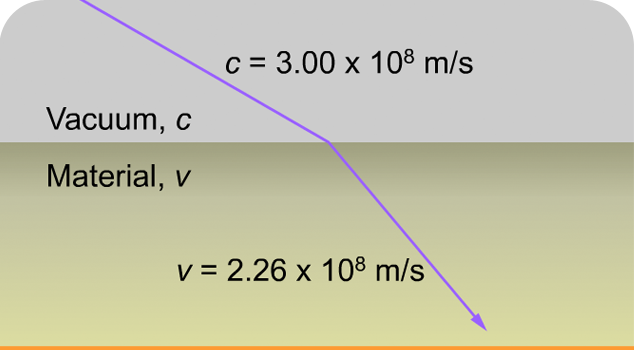 c = 3.00 x 10⁸ m/s
Vacuum, c
Material, v
v = 2.26 x 10⁸ m/s